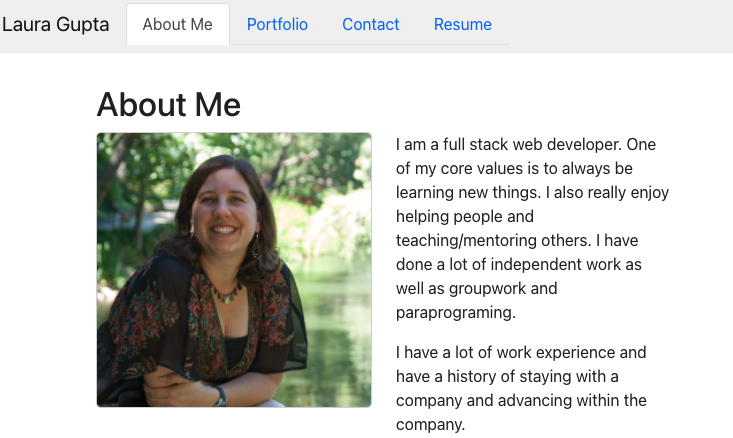 Laura Gupta About Me Portfolio Contact Resume
About Me
I am a full stack web developer. One
of my core values is to always be
learning new things. I also really enjoy
helping people and
teaching/mentoring others. I have
done a lot of independent work as
well as groupwork and
paraprograming.
I have a lot of work experience and
have a history of staying with a
company and advancing within the
company.